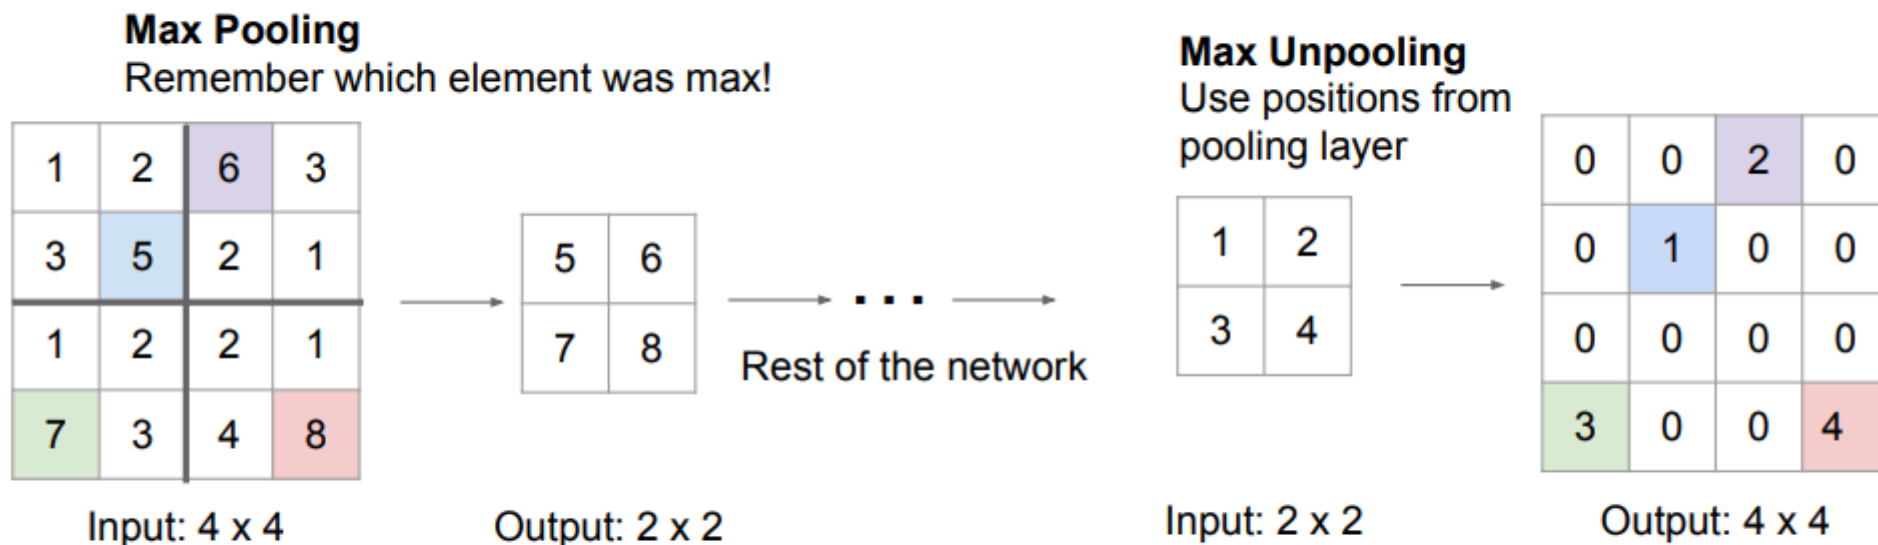 Max Pooling
Remember which element was max!
1 2 6 3
3 5 2 1
1 2 2 1
7 3 4 8
Input: 4 x 4
5 6
7 8
Output: 2 x 2
...
Rest of the network
Max Unpooling
Use positions from
pooling layer
1 2
3 4
Input: 2 x 2
0 0 2 0
0 1 0 0
0 0 0 0
3 0 0 4
Output: 4 x 4